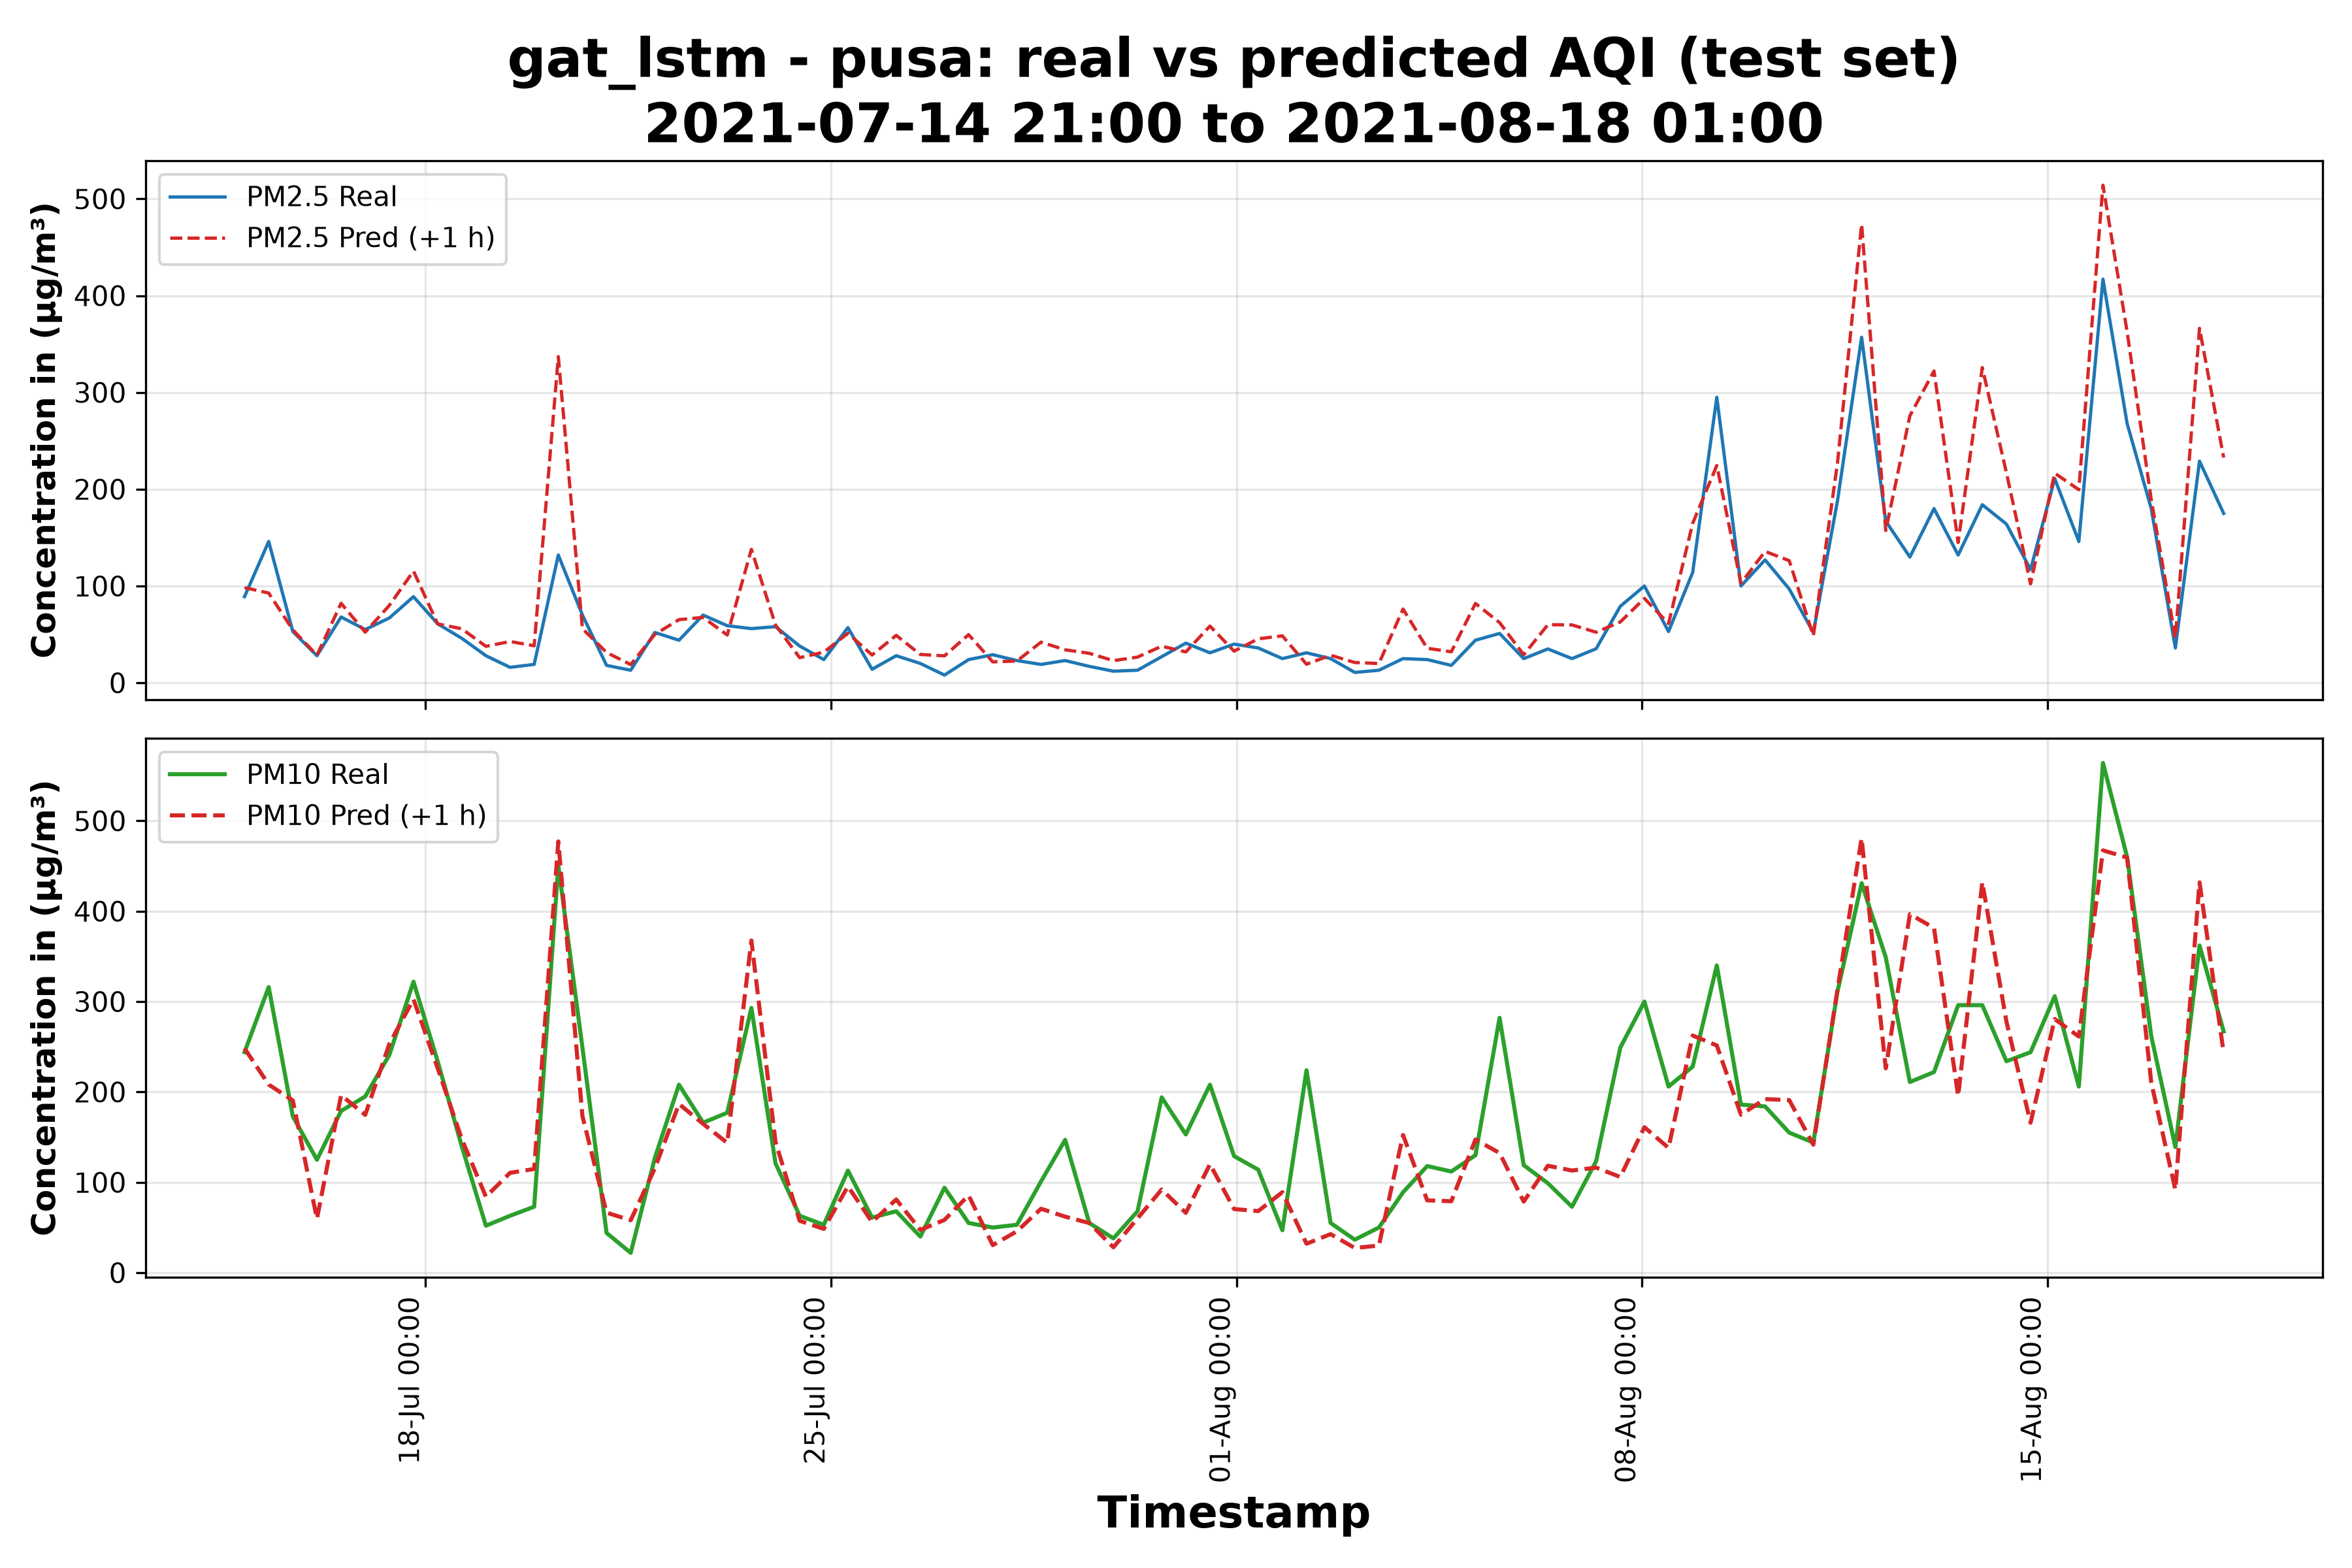 gat_lstm - pusa: real vs predicted AQI (test set)
2021-07-14 21:00 to 2021-08-18 01:00
Concentration in (µg/m³)
500
400
300
200
100
0
PM2.5 Real
PM2.5 Pred (+1 h)
Concentration in (µg/m³)
500
400
300
200
100
0
PM10 Real
PM10 Pred (+1 h)
18-Jul 00:00
25-Jul 00:00
01-Aug 00:00
08-Aug 00:00
15-Aug 00:00
Timestamp